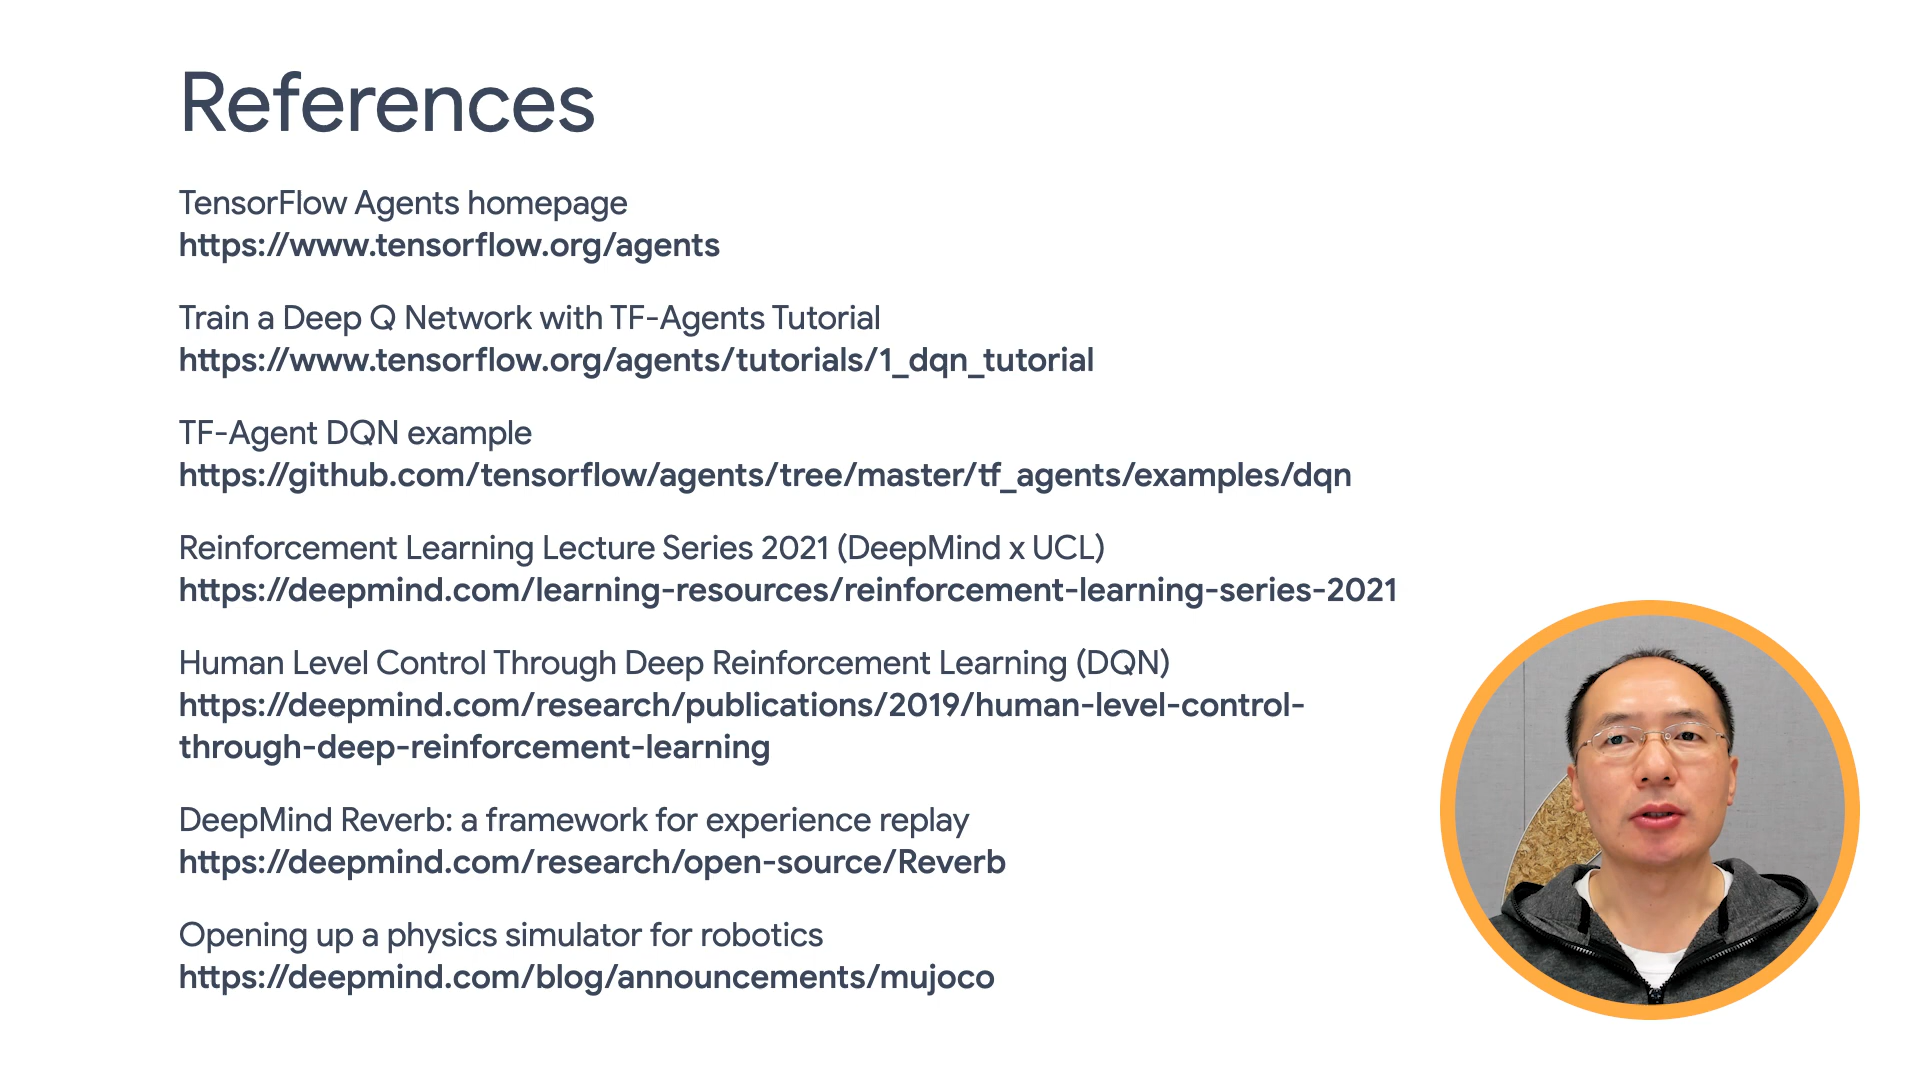 References
TensorFlow Agents homepage
https://www.tensorflow.org/agents
Train a Deep Q Network with TF-Agents Tutorial
https://www.tensorflow.org/agents/tutorials/1_dqn_tutorial
TF-Agent DQN example
https://github.com/tensorflow/agents/tree/master/tf_agents/examples/dqn
Reinforcement Learning Lecture Series 2021 (DeepMind x UCL)
https://deepmind.com/learning-resources/reinforcement-learning-series-2021
Human Level Control Through Deep Reinforcement Learning (DQN)
https://deepmind.com/research/publications/2019/human-level-control-
through-deep-reinforcement-learning
DeepMind Reverb: a framework for experience replay
https://deepmind.com/research/open-source/Reverb
Opening up a physics simulator for robotics
https://deepmind.com/blog/announcements/mujoco